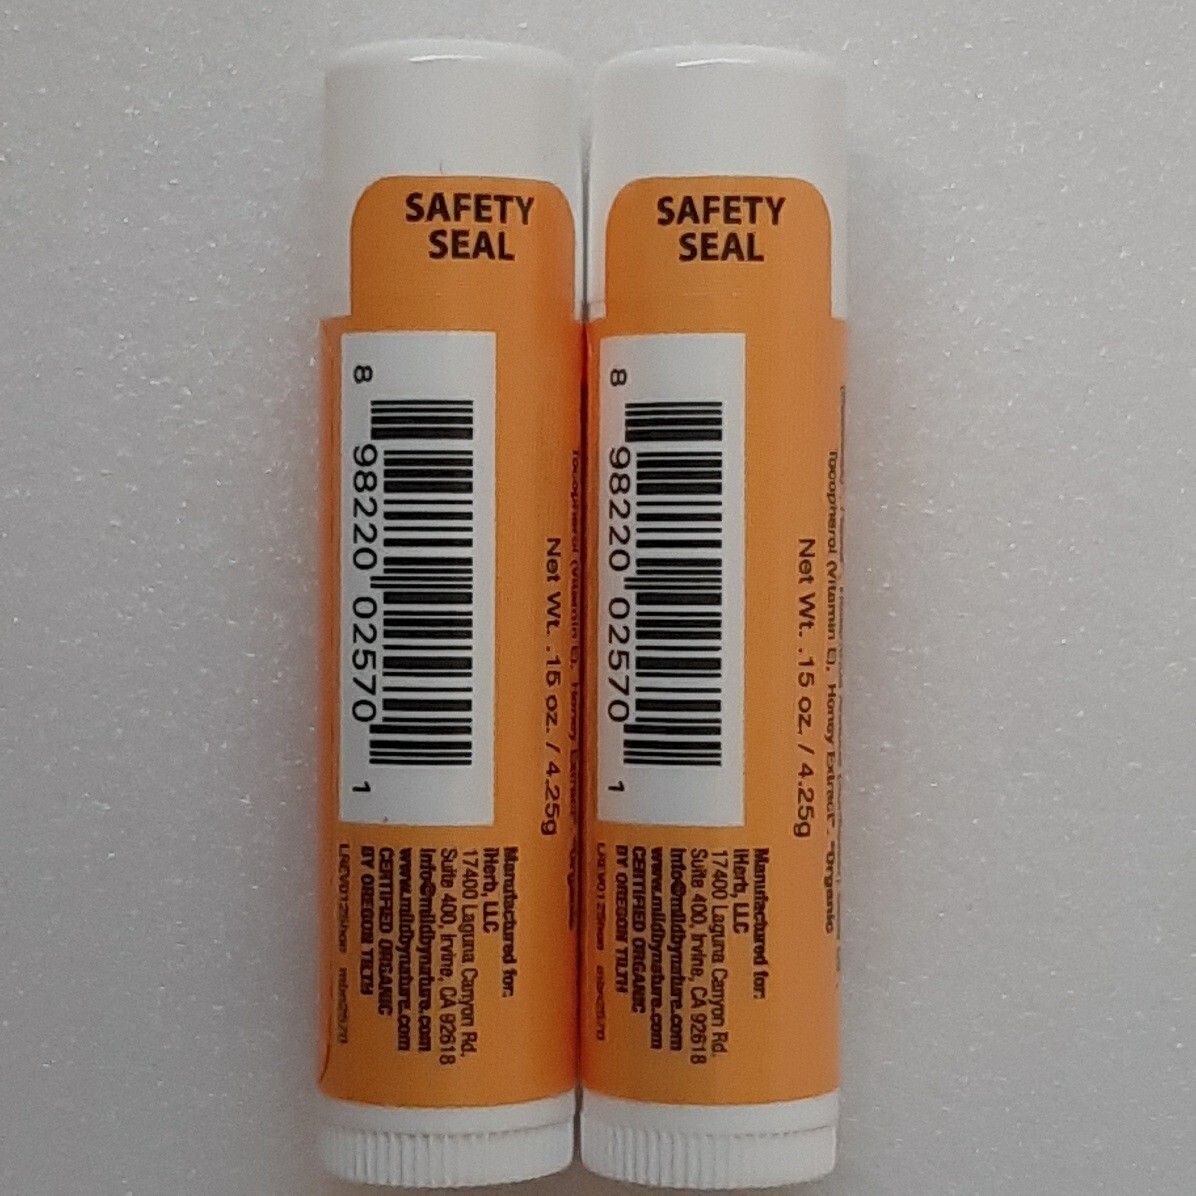 SAFETY
SEAL
8 98220 02570 1
Tocopherol (Vitamin E), Honey Extract*. *Organic
Net Wt. .15 oz. / 4.25g
Manufactured for:
iHerb, LLC
17400 Laguna Canyon Rd.
Suite 400, Irvine, CA 92618
info@mildbynature.com
www.mildbynature.com
CERTIFIED ORGANIC
BY OREGON TILTH
SAFETY
SEAL
8 98220 02570 1
Tocopherol (Vitamin E), Honey Extract*. *Organic
Net Wt. .15 oz. / 4.25g
Manufactured for:
iHerb, LLC
17400 Laguna Canyon Rd.
Suite 400, Irvine, CA 92618
info@mildbynature.com
www.mildbynature.com
CERTIFIED ORGANIC
BY OREGON TILTH